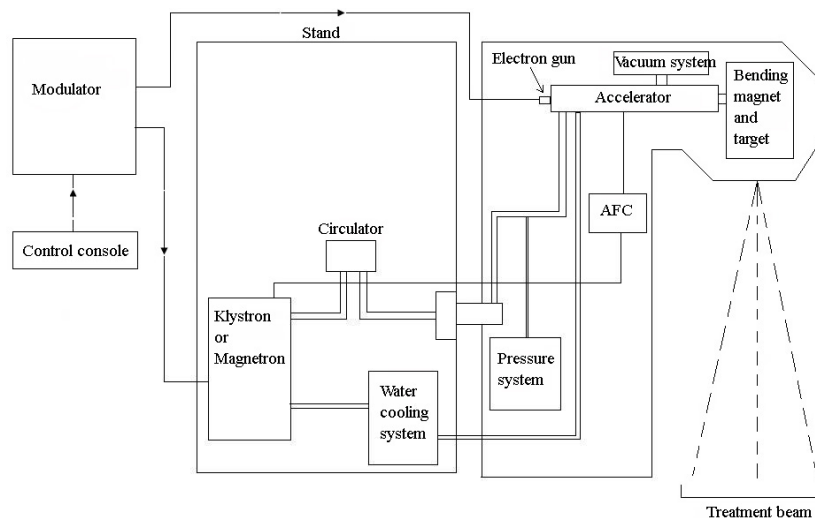 Stand
Electron gun
Vacuum system
Modulator
Accelerator
Bending
magnet
and
target
AFC
Control console
Circulator
Klystron
or
Magnetron
Pressure
system
Water
cooling
system
Treatment beam